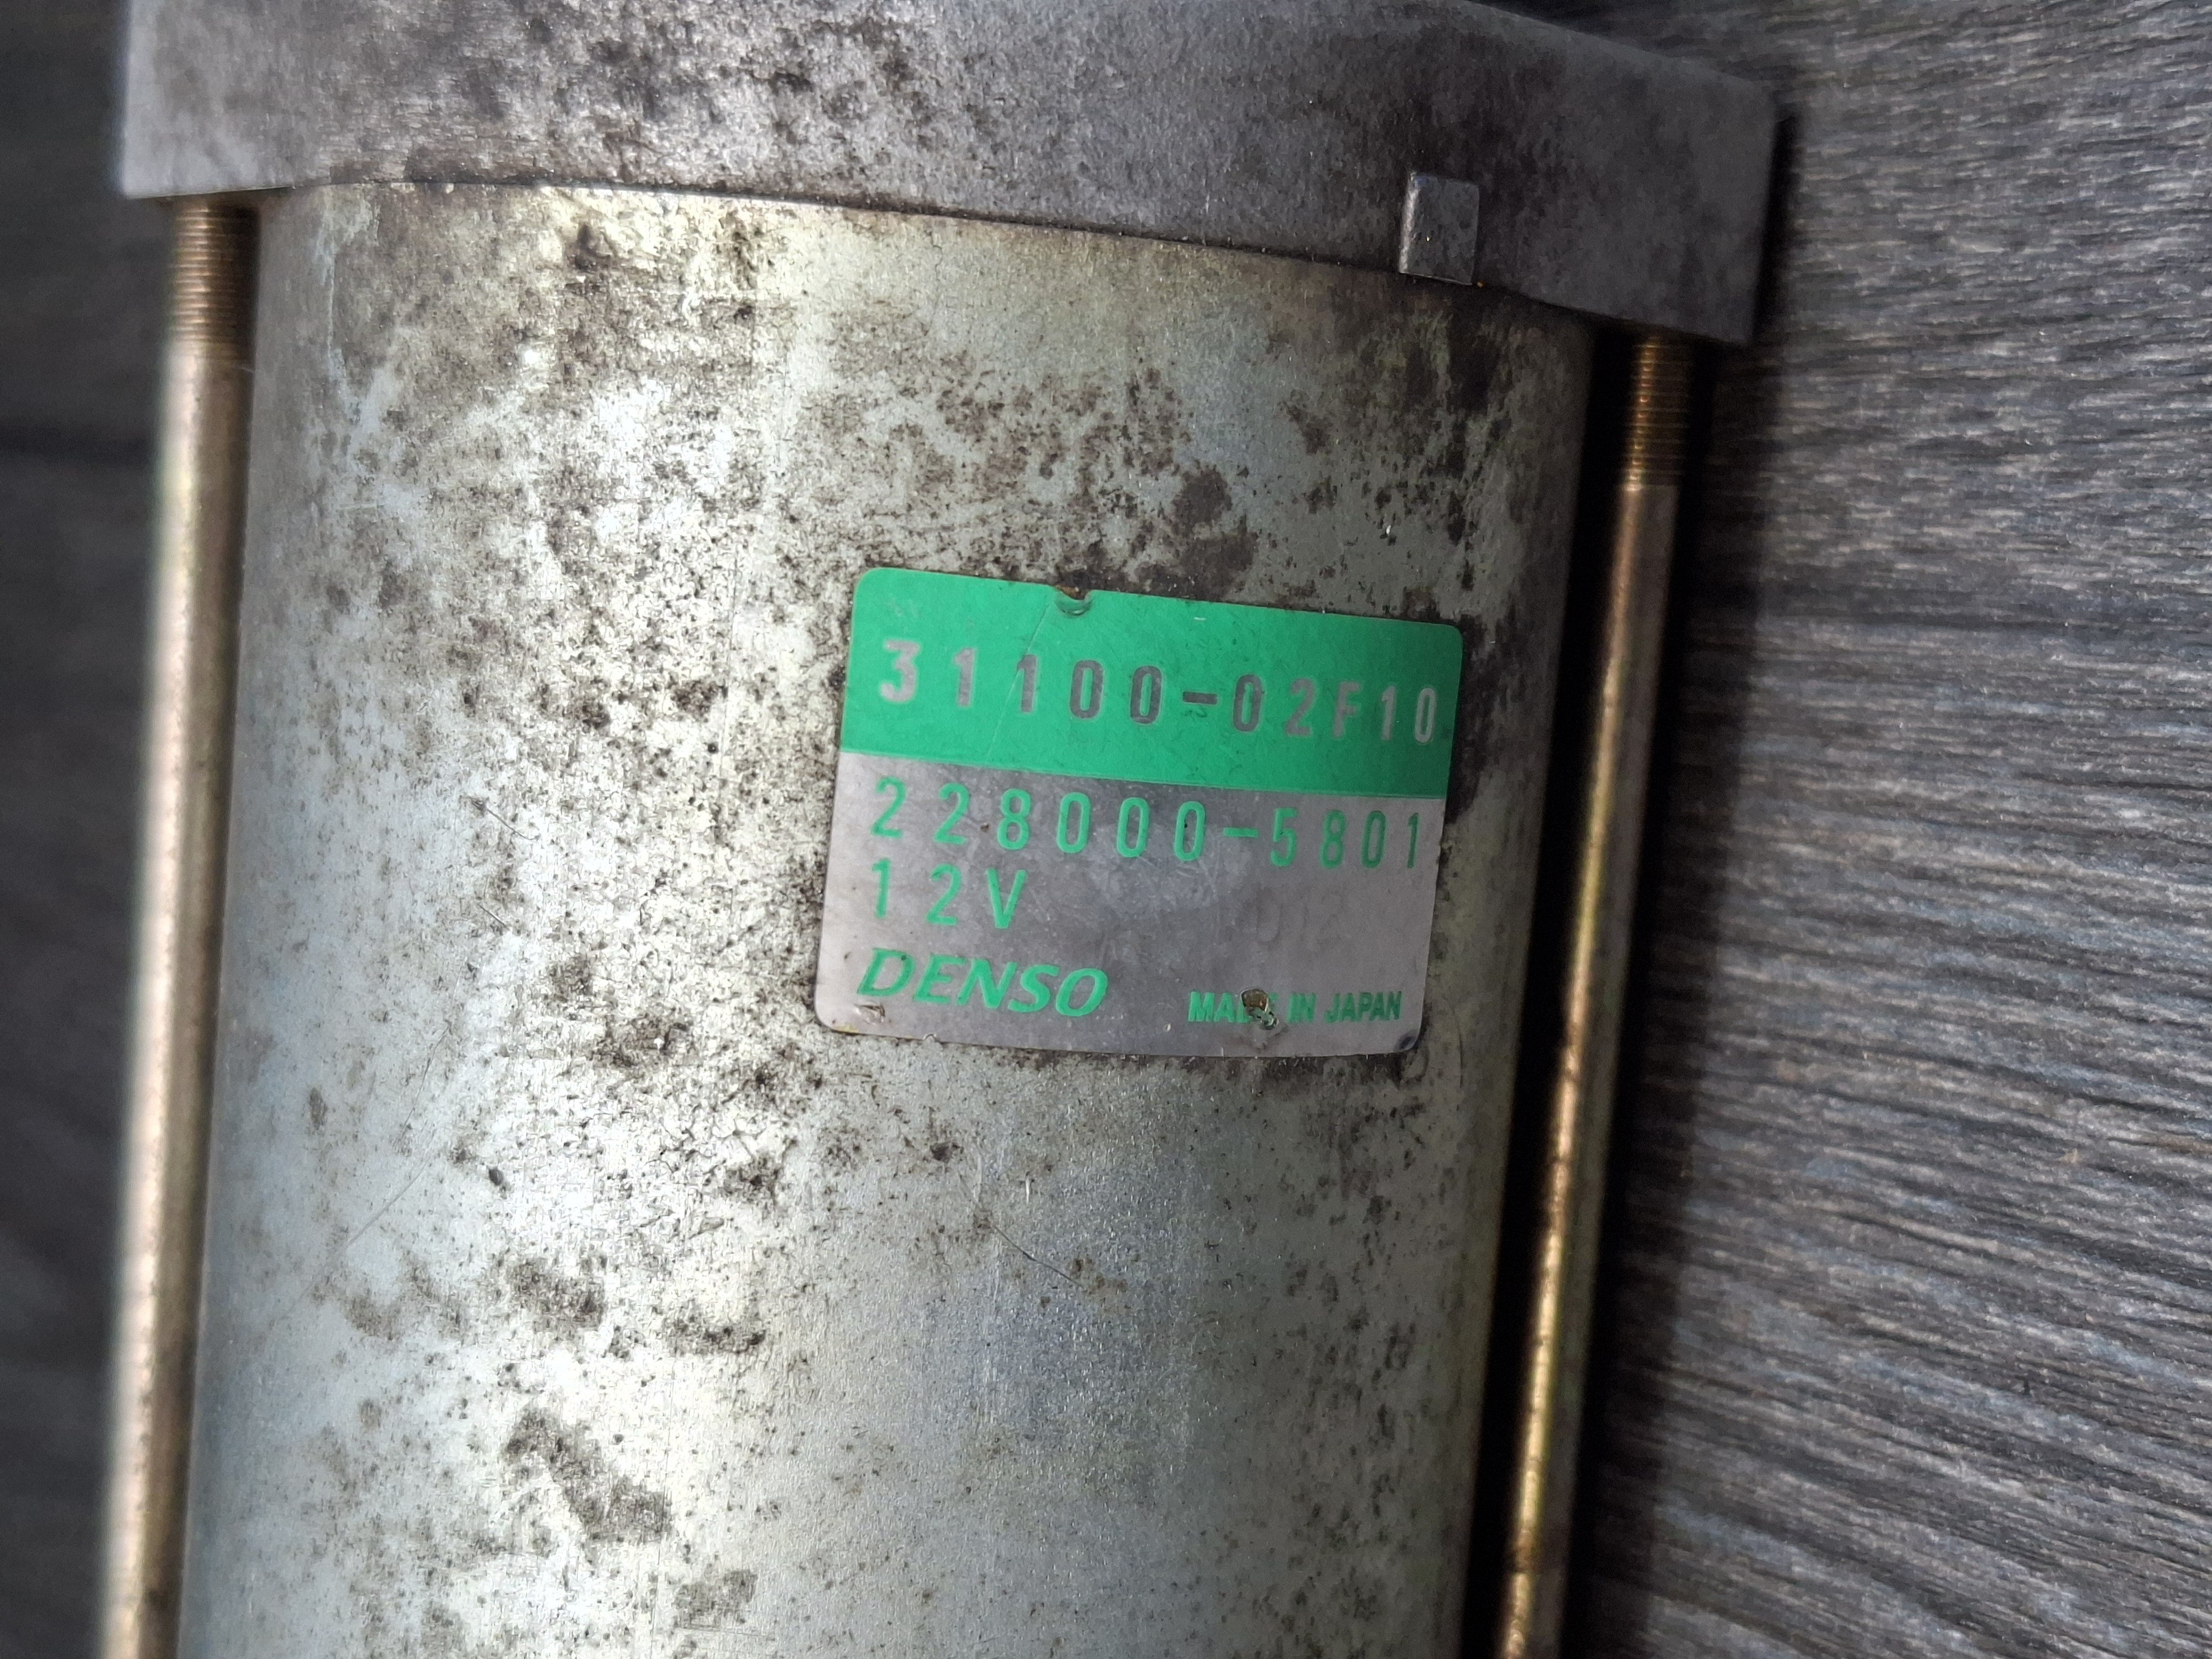 31100-02F10
228000-5801
12V
DENSO
MADE IN JAPAN